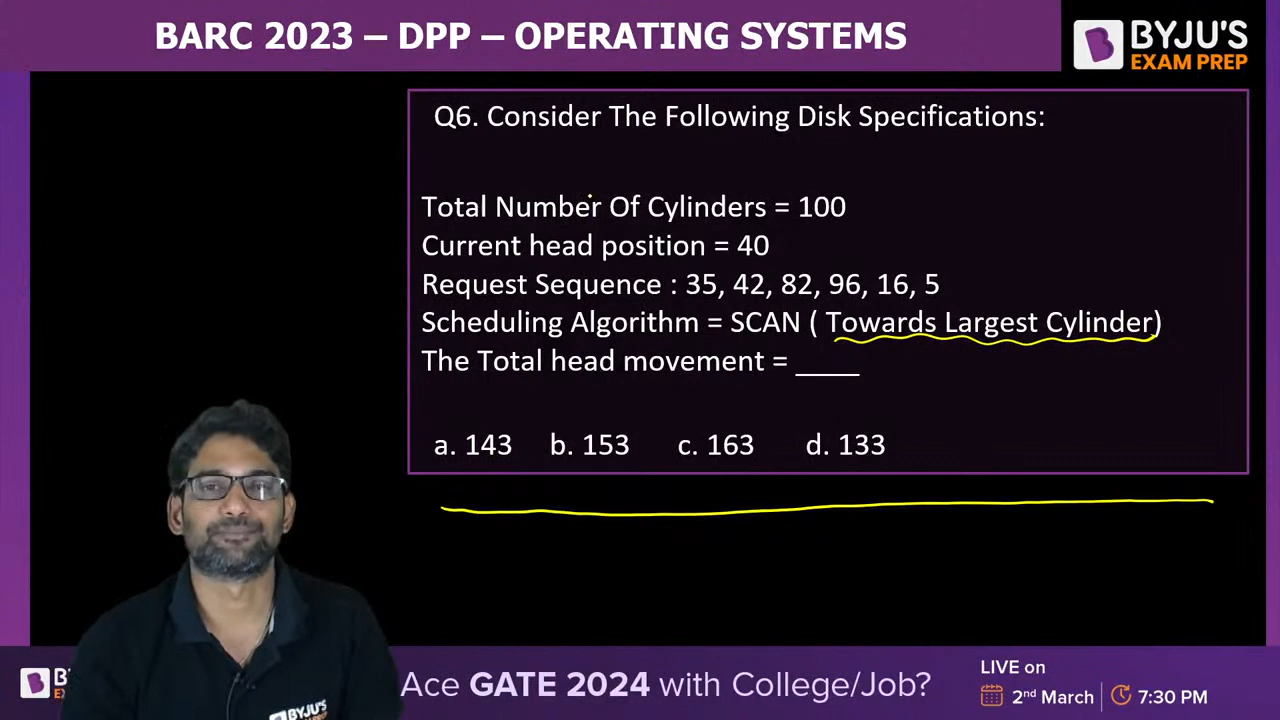 BARC 2023 – DPP – OPERATING SYSTEMS
BYJU'S
EXAM PREP
Q6. Consider The Following Disk Specifications:
Total Number Of Cylinders = 100
Current head position = 40
Request Sequence : 35, 42, 82, 96, 16, 5
Scheduling Algorithm = SCAN ( Towards Largest Cylinder)
The Total head movement = ____
a. 143 b. 153 c. 163 d. 133
Ace GATE 2024 with College/Job?
LIVE on
2nd March | 7:30 PM
BYJU'S